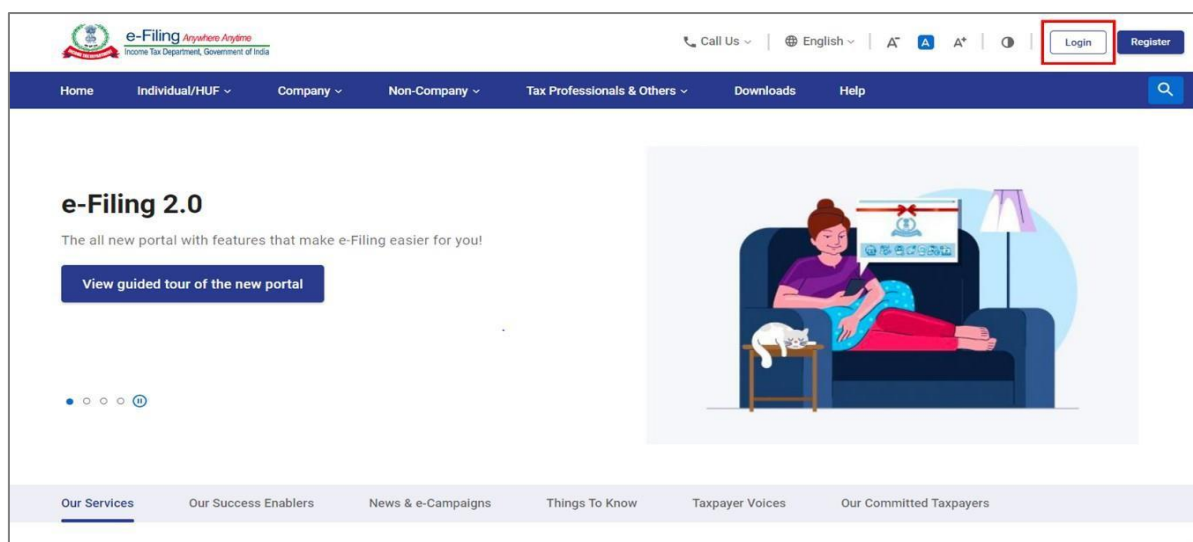 e-Filing Anywhere Anytime
Income Tax Department, Government of India
Call Us
English
A-
A
A+
Login
Register
Home Individual/HUF Company Non-Company Tax Professionals & Others Downloads Help
e-Filing 2.0
The all new portal with features that make e-Filing easier for you!
View guided tour of the new portal
Our Services Our Success Enablers News & e-Campaigns Things To Know Taxpayer Voices Our Committed Taxpayers